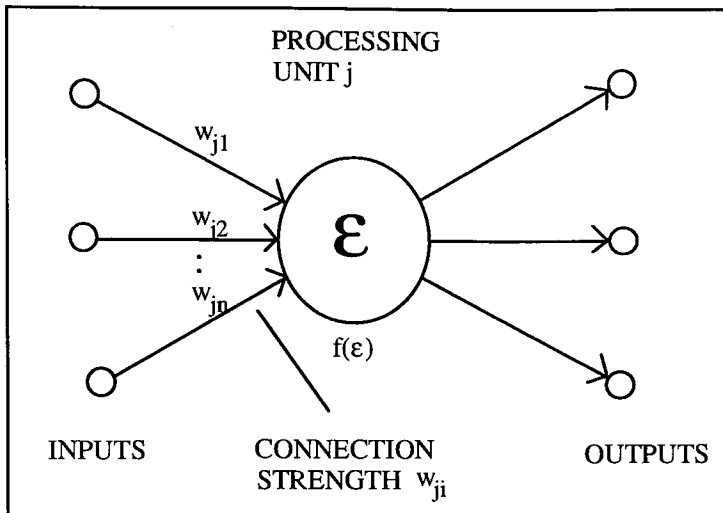 PROCESSING
UNIT j
w_j1
w_j2
:
w_jn
ε
f(ε)
INPUTS
CONNECTION
STRENGTH w_ji
OUTPUTS